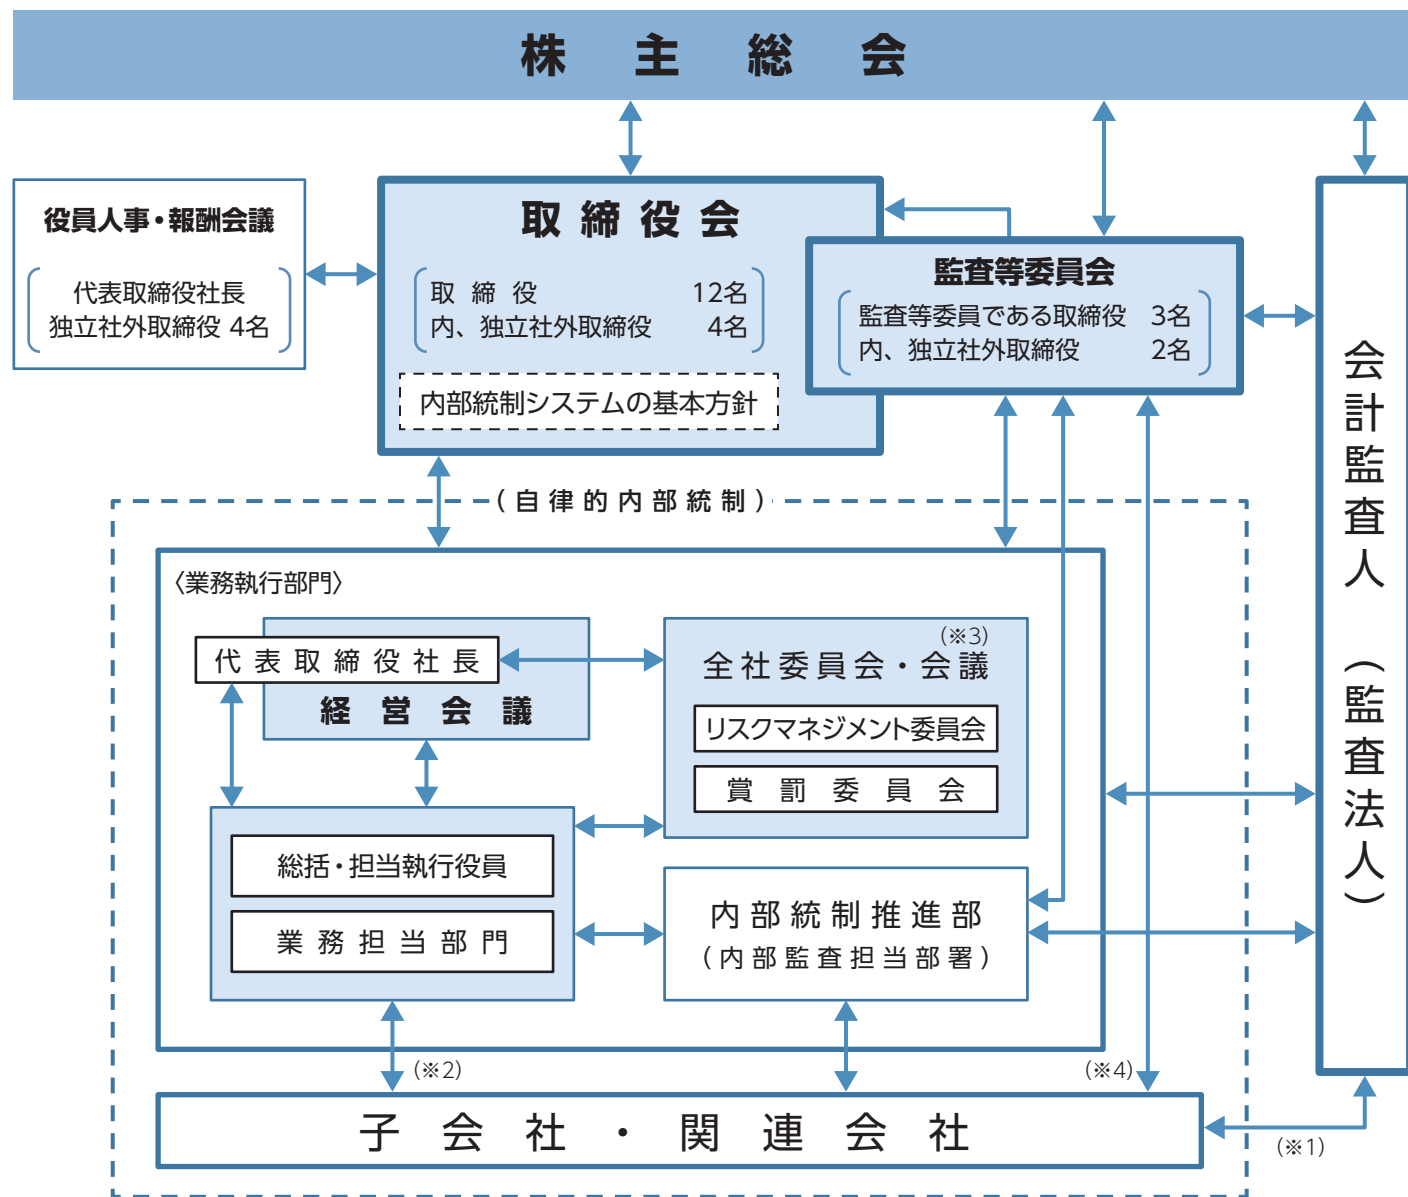 株主総会
役員人事・報酬会議
代表取締役社長
独立社外取締役 4名
取締役会
取締役 12名
内、独立社外取締役 4名
内部統制システムの基本方針
監査等委員会
監査等委員である取締役 3名
内、独立社外取締役 2名
会計監査人（監査法人）
（自律的内部統制）
〈業務執行部門〉
代表取締役社長
経営会議
（※3）
全社委員会・会議
リスクマネジメント委員会
賞罰委員会
総括・担当執行役員
業務担当部門
内部統制推進部
（内部監査担当部署）
（※2）
（※4）
子会社・関連会社
（※1）